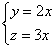 y = 2x
z = 3x